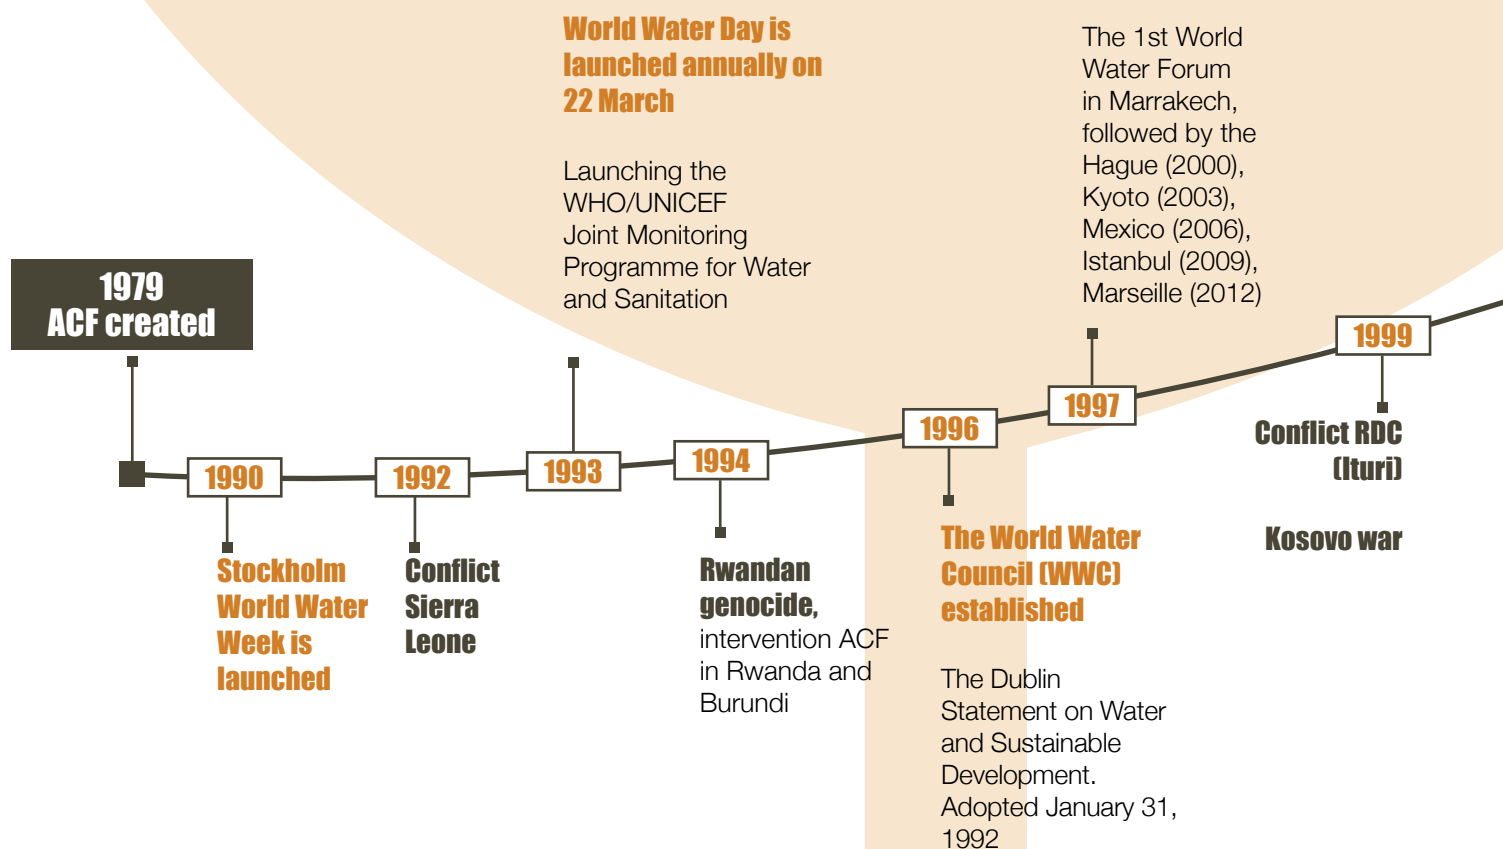 1979
ACF created
1990
Stockholm
World Water
Week is
launched
1992
Conflict
Sierra
Leone
World Water Day is
launched annually on
22 March
Launching the
WHO/UNICEF
Joint Monitoring
Programme for Water
and Sanitation
1993
1994
Rwandan
genocide,
intervention ACF
in Rwanda and
Burundi
1996
The World Water
Council (WWC)
established
The Dublin
Statement on Water
and Sustainable
Development.
Adopted January 31,
1992
The 1st World
Water Forum
in Marrakech,
followed by the
Hague (2000),
Kyoto (2003),
Mexico (2006),
Istanbul (2009),
Marseille (2012)
1997
1999
Conflict RDC
(Ituri)
Kosovo war